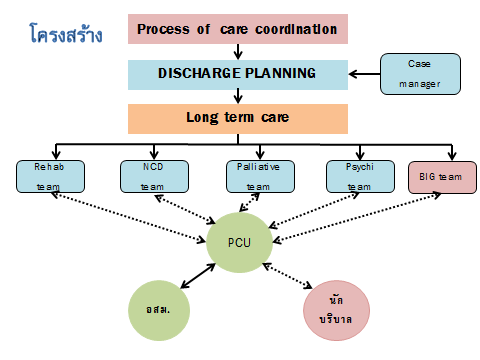 โครงสร้าง
Process of care coordination
DISCHARGE PLANNING
Case
manager
Long term care
Rehab
team
NCD
team
Palliative
team
Psychi
team
BIG team
PCU
อสม.
นัก
บริบาล